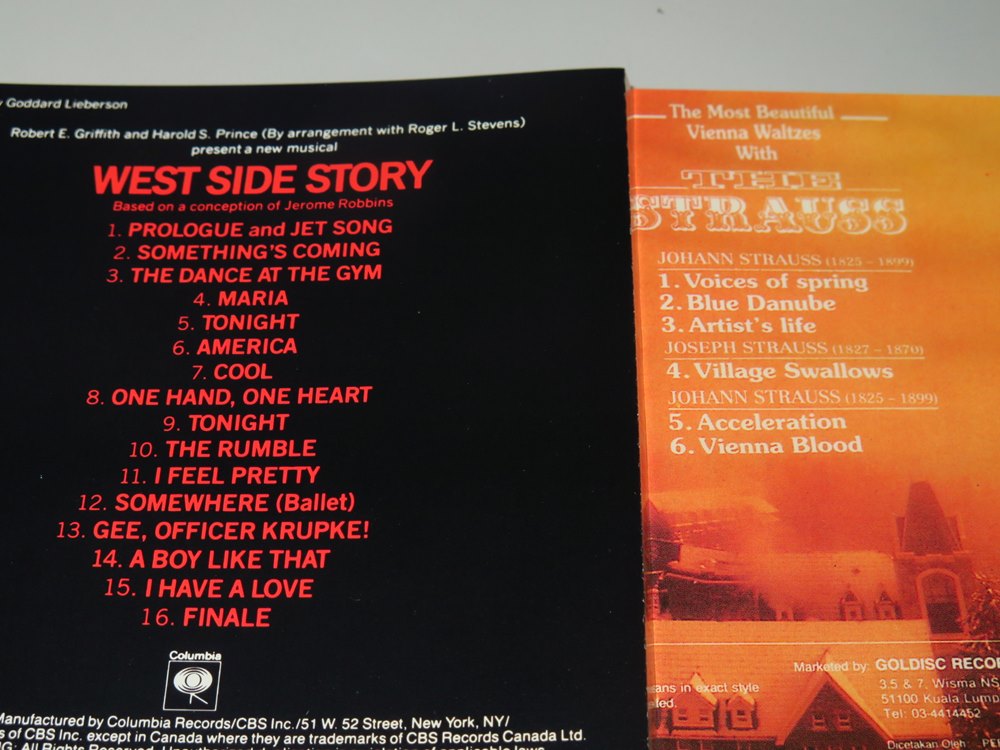 Goddard Lieberson
Robert E. Griffith and Harold S. Prince (By arrangement with Roger L. Stevens)
present a new musical
WEST SIDE STORY
Based on a conception of Jerome Robbins
1. PROLOGUE and JET SONG
2. SOMETHING'S COMING
3. THE DANCE AT THE GYM
4. MARIA
5. TONIGHT
6. AMERICA
7. COOL
8. ONE HAND, ONE HEART
9. TONIGHT
10. THE RUMBLE
11. I FEEL PRETTY
12. SOMEWHERE (Ballet)
13. GEE, OFFICER KRUPKE!
14. A BOY LIKE THAT
15. I HAVE A LOVE
16. FINALE
Columbia
Manufactured by Columbia Records/CBS Inc./51 W. 52 Street, New York, NY/
s of CBS Inc. except in Canada where they are trademarks of CBS Records Canada Ltd.
The Most Beautiful
Vienna Waltzes
With
THE
STRAUSS
JOHANN STRAUSS (1825 – 1899)
1. Voices of spring
2. Blue Danube
3. Artist's life
JOSEPH STRAUSS (1827 – 1870)
4. Village Swallows
JOHANN STRAUSS (1825 – 1899)
5. Acceleration
6. Vienna Blood
Marketed by: GOLDISC RECOR
ans in exact style
3.5 & 7, Wisma NS
51100 Kuala Lump
Tel: 03-4414452
Dicetak Oleh: